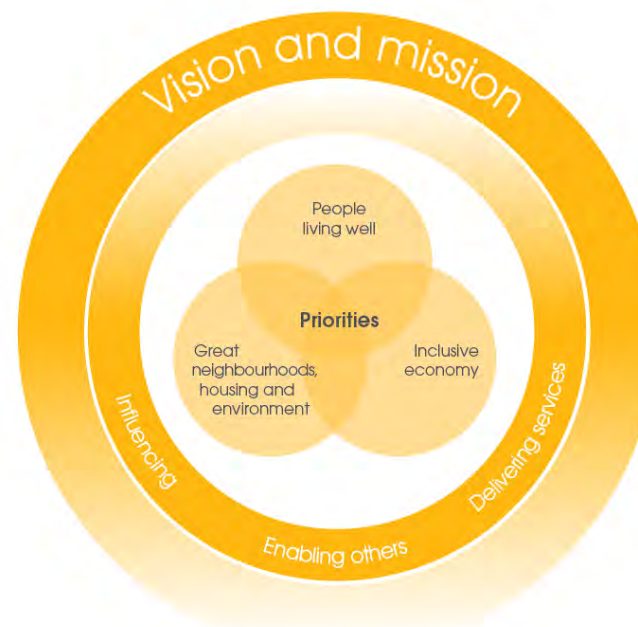 Vision and mission
People
living well
Priorities
Great
neighbourhoods,
housing and
environment
Inclusive
economy
Influencing
Enabling others
Delivering services